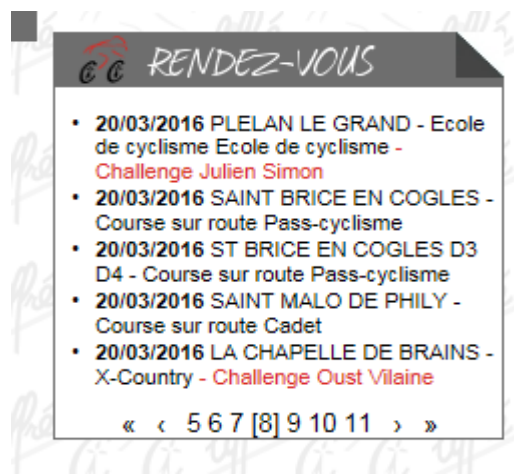 RENDEZ-VOUS
• 20/03/2016 PLELAN LE GRAND - Ecole
de cyclisme Ecole de cyclisme -
Challenge Julien Simon
• 20/03/2016 SAINT BRICE EN COGLES -
Course sur route Pass-cyclisme
• 20/03/2016 ST BRICE EN COGLES D3
D4 - Course sur route Pass-cyclisme
• 20/03/2016 SAINT MALO DE PHILY -
Course sur route Cadet
• 20/03/2016 LA CHAPELLE DE BRAINS -
X-Country - Challenge Oust Vilaine
« ‹ 5 6 7 [8] 9 10 11 › »